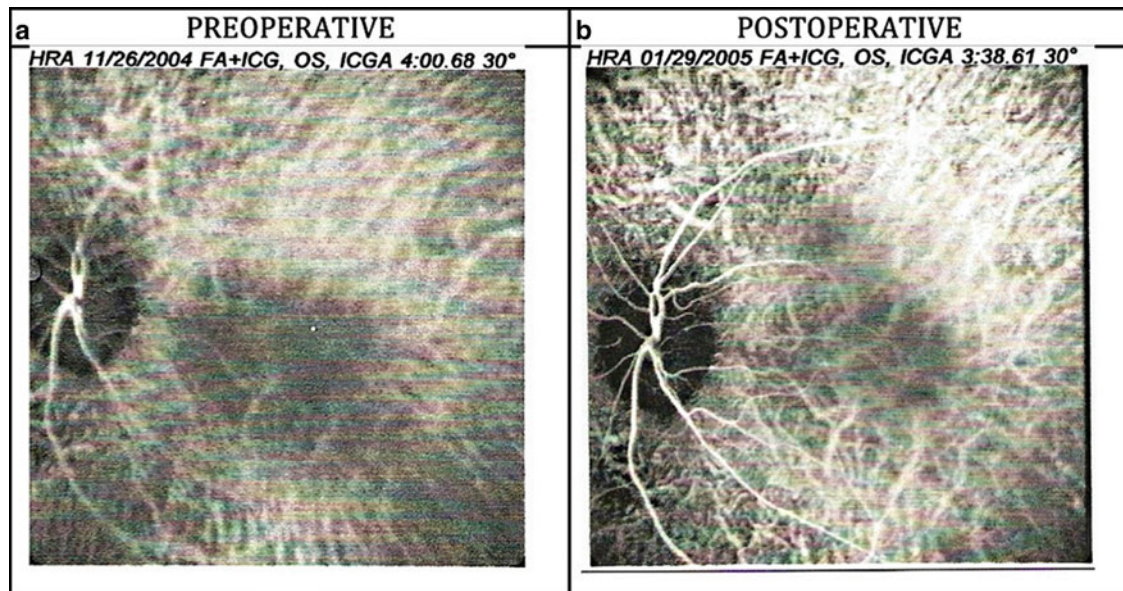 PREOPERATIVE
POSTOPERATIVE
a
HRA 11/26/2004 FA+ICG, OS, ICGA 4:00.68 30°
b
HRA 01/29/2005 FA+ICG, OS, ICGA 3:38.61 30°